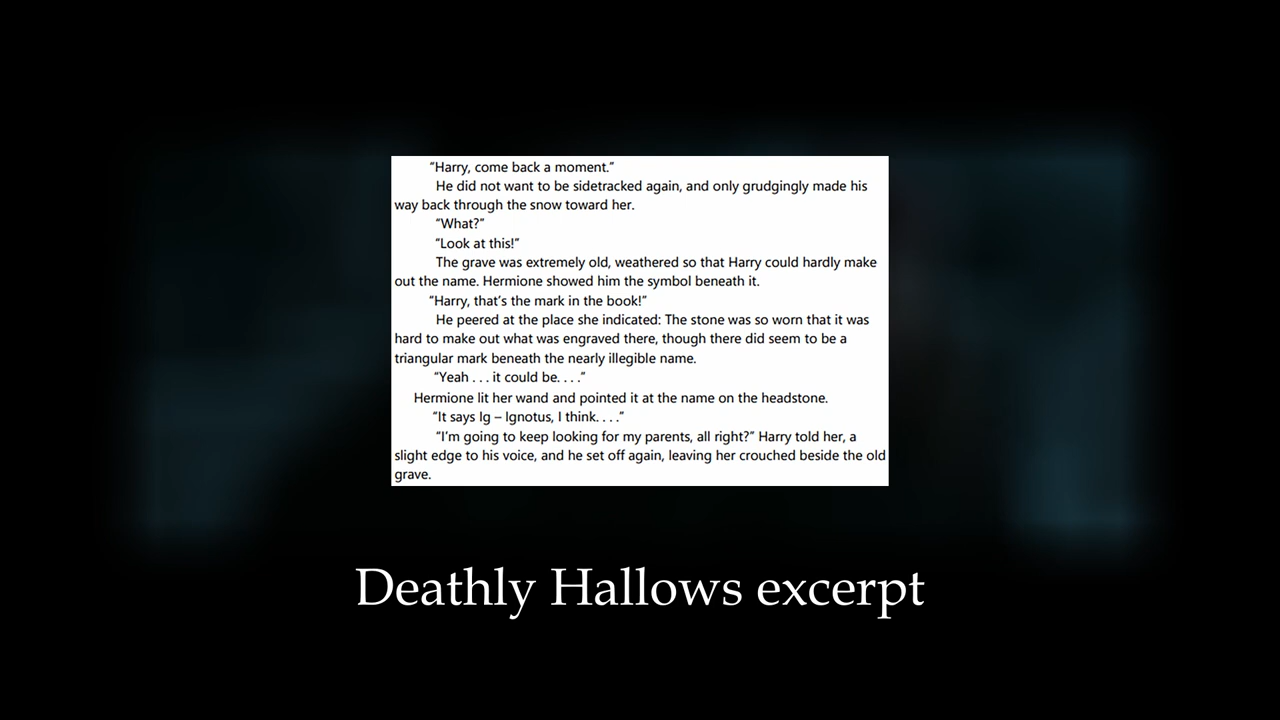 “Harry, come back a moment.”
He did not want to be sidetracked again, and only grudgingly made his
way back through the snow toward her.
“What?”
“Look at this!”
The grave was extremely old, weathered so that Harry could hardly make
out the name. Hermione showed him the symbol beneath it.
“Harry, that’s the mark in the book!”
He peered at the place she indicated: The stone was so worn that it was
hard to make out what was engraved there, though there did seem to be a
triangular mark beneath the nearly illegible name.
“Yeah . . . it could be. . . .”
Hermione lit her wand and pointed it at the name on the headstone.
“It says Ig – Ignotus, I think. . . .”
“I’m going to keep looking for my parents, all right?” Harry told her, a
slight edge to his voice, and he set off again, leaving her crouched beside the old
grave.
Deathly Hallows excerpt